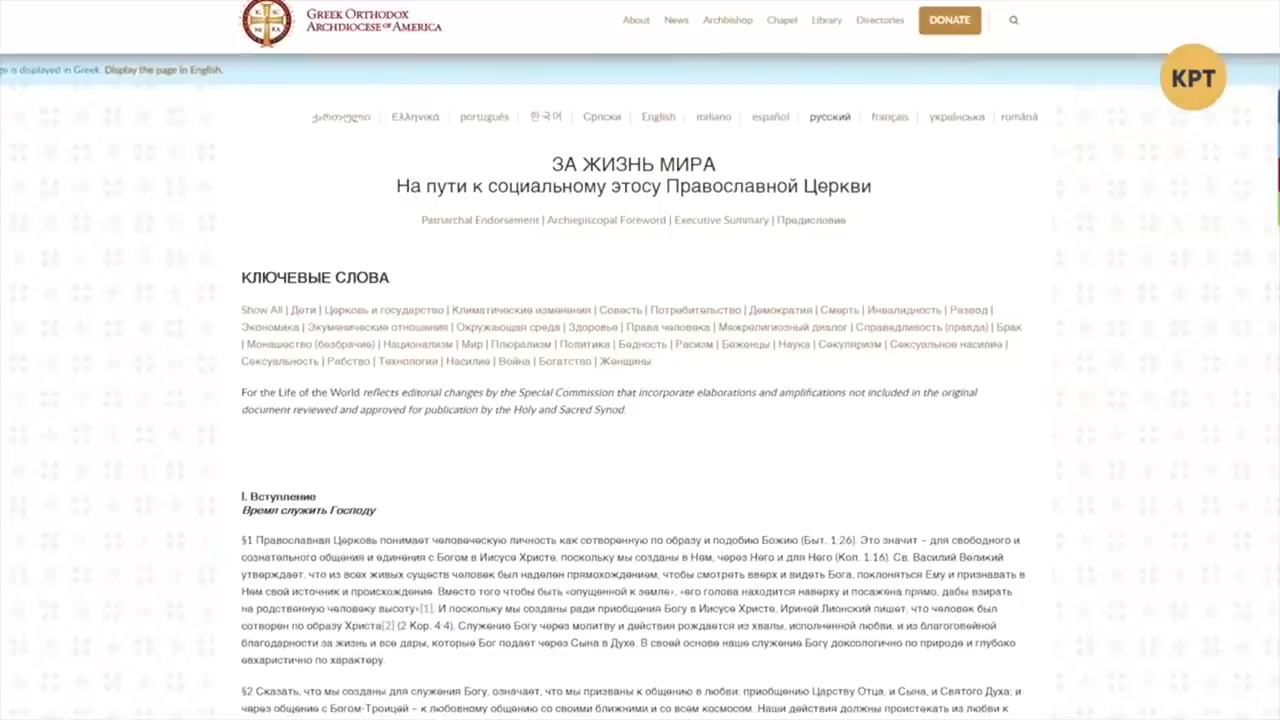 GREEK ORTHODOX
ARCHDIOCESE OF AMERICA
About News Archbishop Chapel Library Directories DONATE
ge is displayed in Greek. Display the page in English.
КРТ
ქართული | Ελληνικά | português | 한국어 | Српски | English | italiano | español | русский | français | українська | română
ЗА ЖИЗНЬ МИРА
На пути к социальному этосу Православной Церкви
Patriarchal Endorsement | Archiepiscopal Foreword | Executive Summary | Предисловие
КЛЮЧЕВЫЕ СЛОВА
Show All | Дети | Церковь и государство | Климатические изменения | Совесть | Потребительство | Демократия | Смерть | Инвалидность | Развод |
Экономика | Экуменические отношения | Окружающая среда | Здоровье | Права человека | Межрелигиозный диалог | Справедливость (правда) | Брак
| Монашество (безбрачие) | Национализм | Мир | Плюрализм | Политика | Бедность | Расизм | Беженцы | Наука | Секуляризм | Сексуальное насилие |
Сексуальность | Рабство | Технологии | Насилие | Война | Богатство | Женщины
For the Life of the World reflects editorial changes by the Special Commission that incorporate elaborations and amplifications not included in the original
document reviewed and approved for publication by the Holy and Sacred Synod.
I. Вступление
Время служить Господу
§1 Православная Церковь понимает человеческую личность как сотворенную по образу и подобию Божию (Быт. 1:26). Это значит – для свободного и
сознательного общения и единения с Богом в Иисусе Христе, поскольку мы созданы в Нем, через Него и для Него (Кол. 1:16). Св. Василий Великий
утверждает, что из всех живых существ человек был наделен прямохождением, чтобы смотреть вверх и видеть Бога, поклоняться Ему и признавать в
Нем свой источник и происхождение. Вместо того чтобы быть «опущенной к земле», «его голова находится наверху и посажена прямо, дабы взирать
на родственную человеку высоту»[1]. И поскольку мы созданы ради приобщения Богу в Иисусе Христе, Ириней Лионский пишет, что человек был
сотворен по образу Христа[2] (2 Кор. 4:4). Служение Богу через молитву и действия рождается из хвалы, исполненной любви, и из благоговейной
благодарности за жизнь и все дары, которые Бог подает через Сына в Духе. В своей основе наше служение Богу доксологично по природе и глубоко
евхаристично по характеру.
§2 Сказать, что мы созданы для служения Богу, означает, что мы призваны к общению в любви: приобщению Царству Отца, и Сына, и Святого Духа; и
через общение с Богом-Троицей – к любовному общению со своими ближними и со всем космосом. Наши действия должны проистекать из любви к